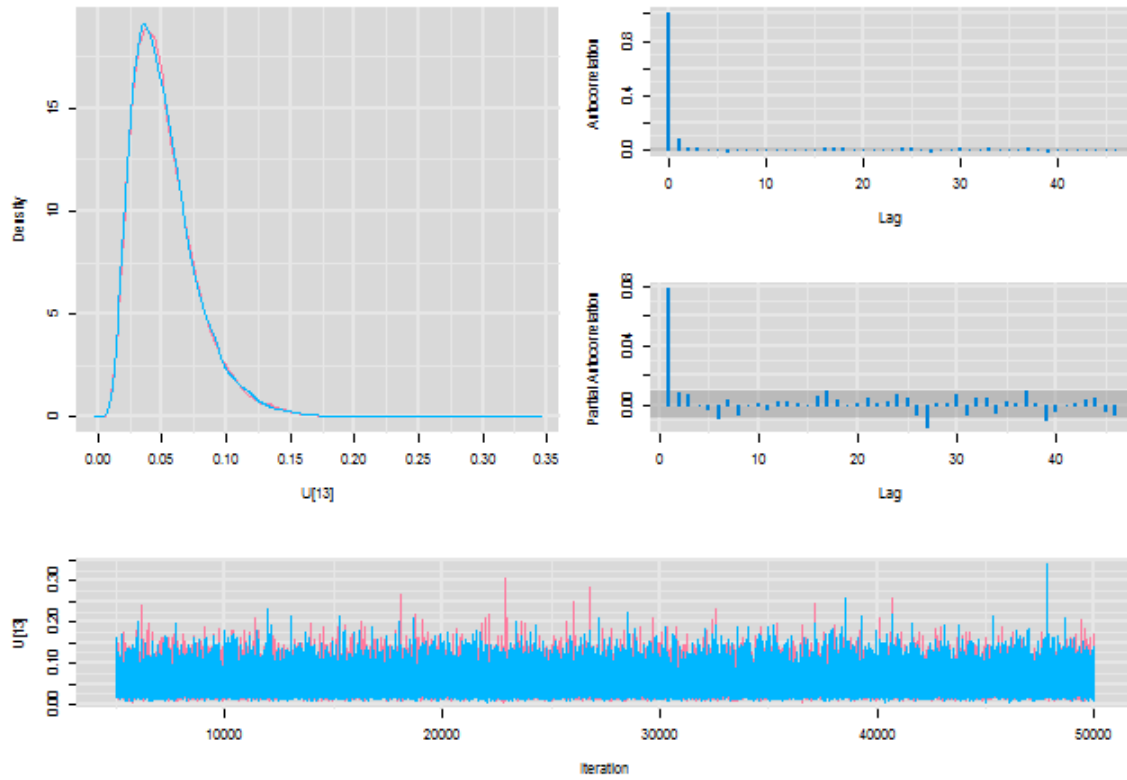 Density
15
10
5
0
0.00 0.05 0.10 0.15 0.20 0.25 0.30 0.35
U[13]
Autocorrelation
0.8
0.4
0.0
0 10 20 30 40
Lag
Partial Autocorrelation
0.08
0.04
0.00
0 10 20 30 40
Lag
U[13]
0.30
0.20
0.10
0.00
10000 20000 30000 40000 50000
Iteration